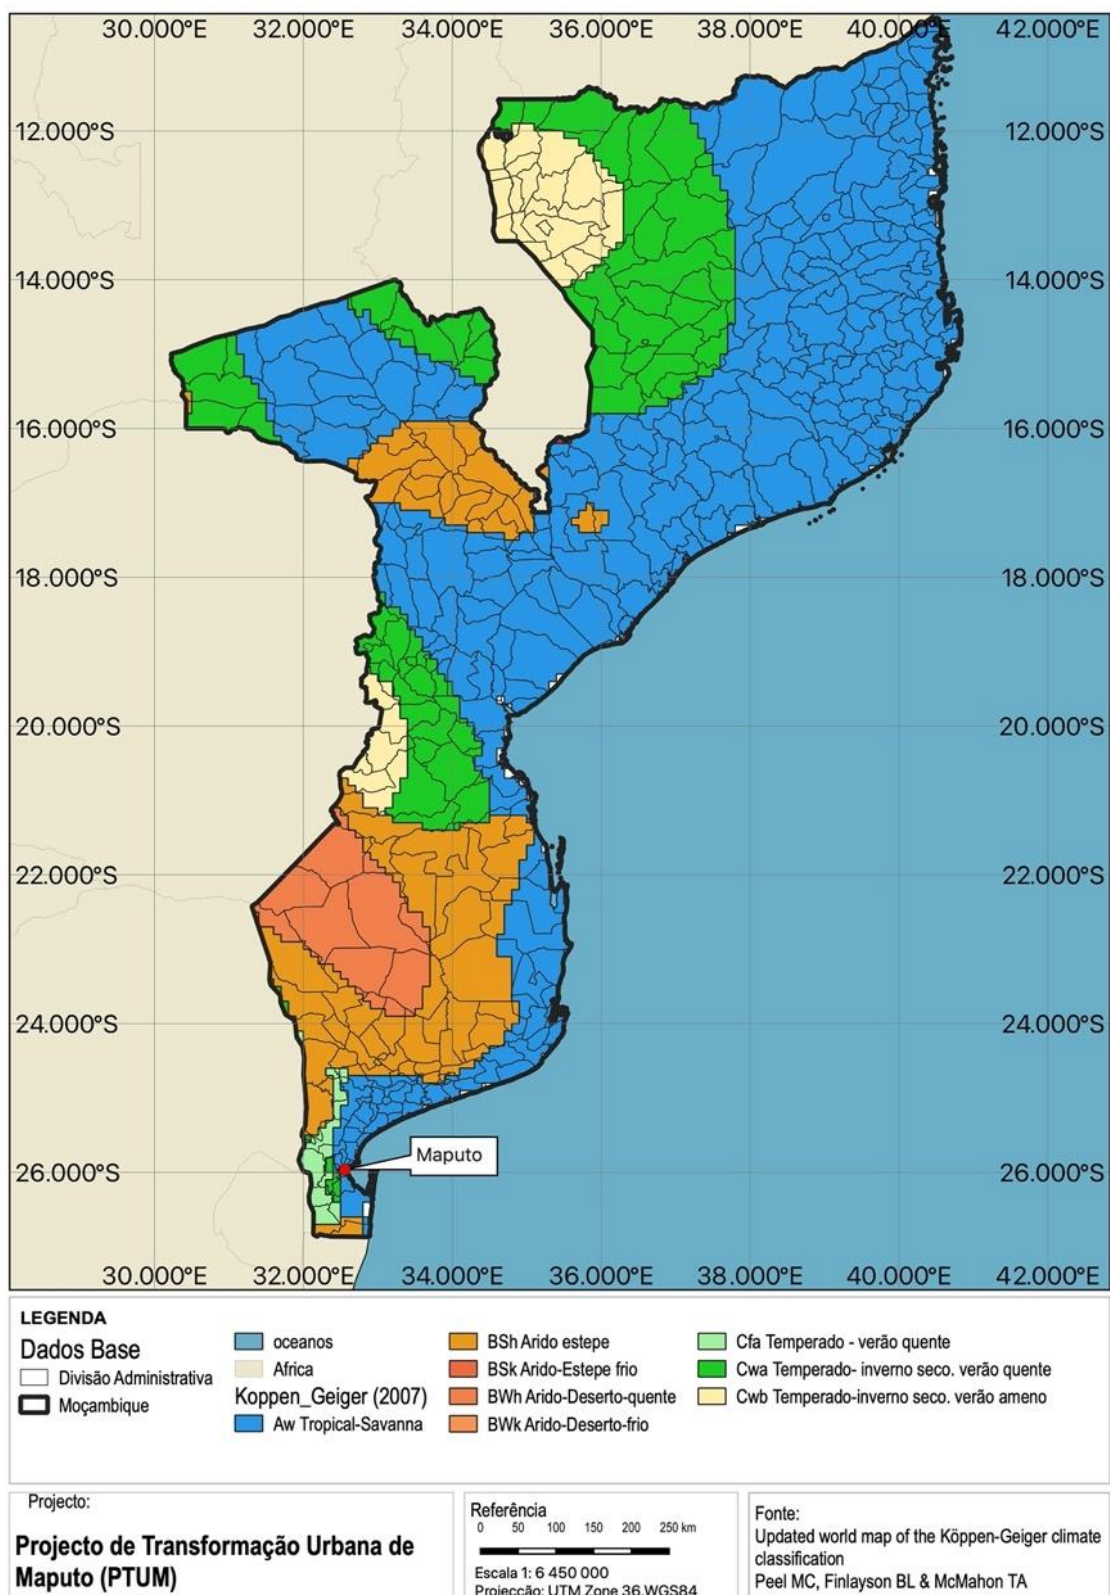 30.000°E 32.000°E 34.000°E 36.000°E 38.000°E 40.000°E 42.000°E
12.000°S 12.000°S
14.000°S 14.000°S
16.000°S 16.000°S
18.000°S 18.000°S
20.000°S 20.000°S
22.000°S 22.000°S
24.000°S 24.000°S
Maputo
26.000°S 26.000°S
30.000°E 32.000°E 34.000°E 36.000°E 38.000°E 40.000°E 42.000°E
LEGENDA
Dados Base
Divisão Administrativa
Moçambique
oceanos
Africa
Koppen_Geiger (2007)
Aw Tropical-Savanna
BSh Arido estepe
BSk Arido-Estepe frio
BWh Arido-Deserto-quente
BWk Arido-Deserto-frio
Cfa Temperado - verão quente
Cwa Temperado- inverno seco. verão quente
Cwb Temperado-inverno seco. verão ameno
Projecto:
Projecto de Transformação Urbana de
Maputo (PTUM)
Referência
0 50 100 150 200 250 km
Escala 1: 6 450 000
Projecção: UTM Zone 36,WGS84
Fonte:
Updated world map of the Köppen-Geiger climate
classification
Peel MC, Finlayson BL & McMahon TA